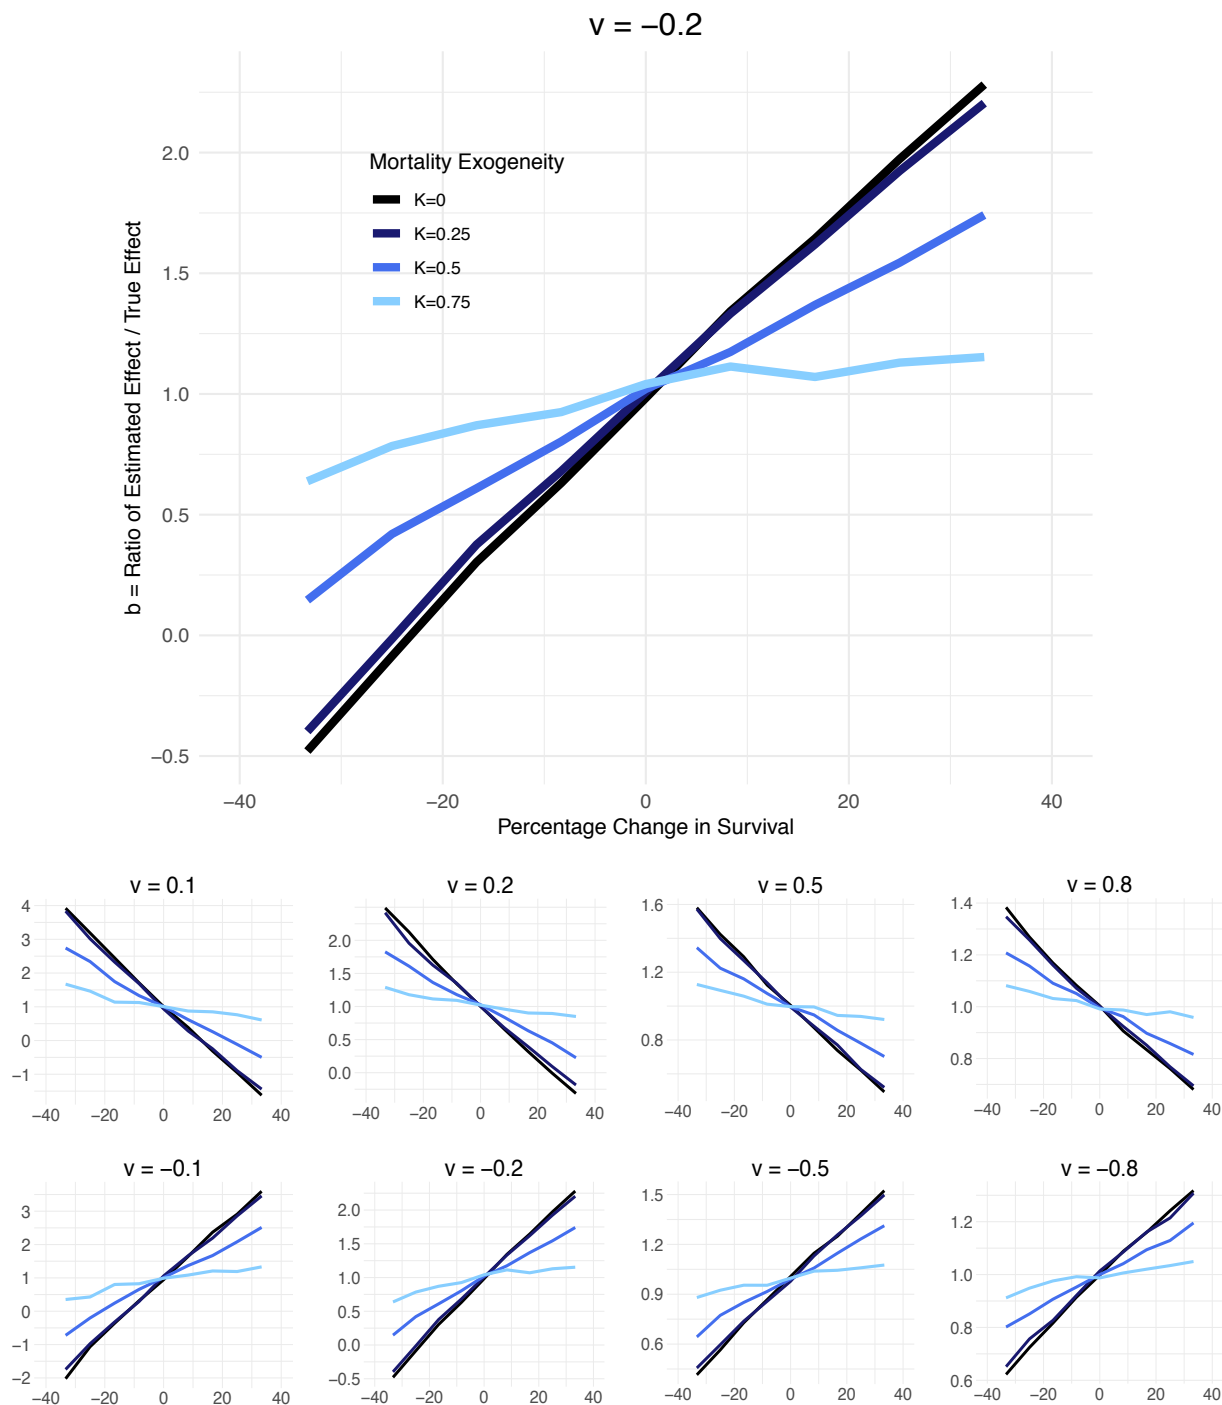 v = −0.2
b = Ratio of Estimated Effect / True Effect
2.0
1.5
1.0
0.5
0.0
−0.5
Mortality Exogeneity
K=0
K=0.25
K=0.5
K=0.75
−40 −20 0 20 40
Percentage Change in Survival
v = 0.1
4
3
2
1
0
−1
−40 −20 0 20 40
v = 0.2
2.0
1.5
1.0
0.5
0.0
−40 −20 0 20 40
v = 0.5
1.6
1.2
0.8
−40 −20 0 20 40
v = 0.8
1.4
1.2
1.0
0.8
−40 −20 0 20 40
v = −0.1
3
2
1
0
−1
−2
−40 −20 0 20 40
v = −0.2
2.0
1.5
1.0
0.5
0.0
−0.5
−40 −20 0 20 40
v = −0.5
1.5
1.2
0.9
0.6
−40 −20 0 20 40
v = −0.8
1.2
1.0
0.8
0.6
−40 −20 0 20 40